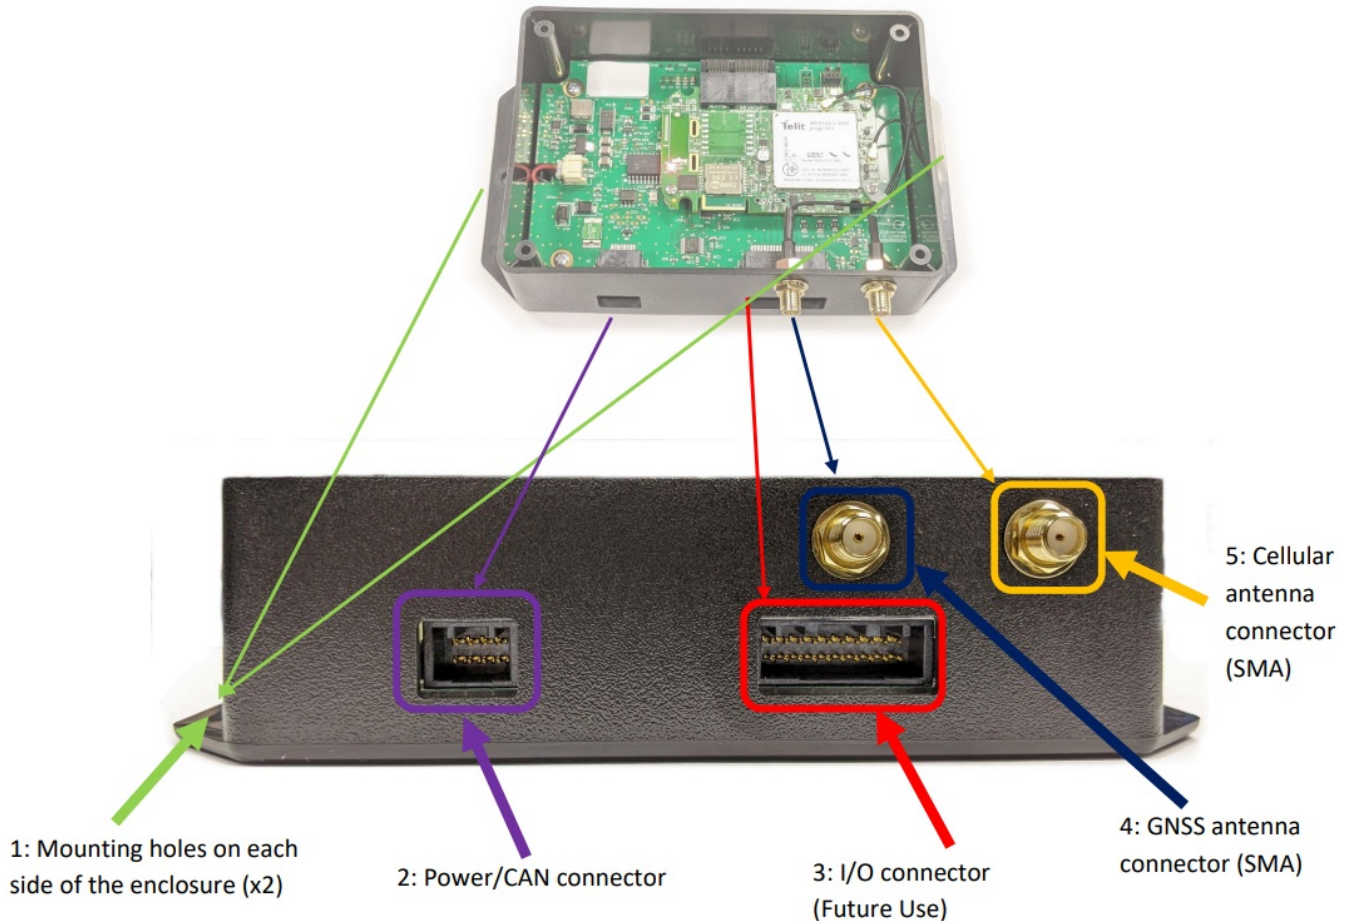 Telit
5: Cellular
antenna
connector
(SMA)
4: GNSS antenna
connector (SMA)
1: Mounting holes on each
side of the enclosure (x2)
2: Power/CAN connector
3: I/O connector
(Future Use)